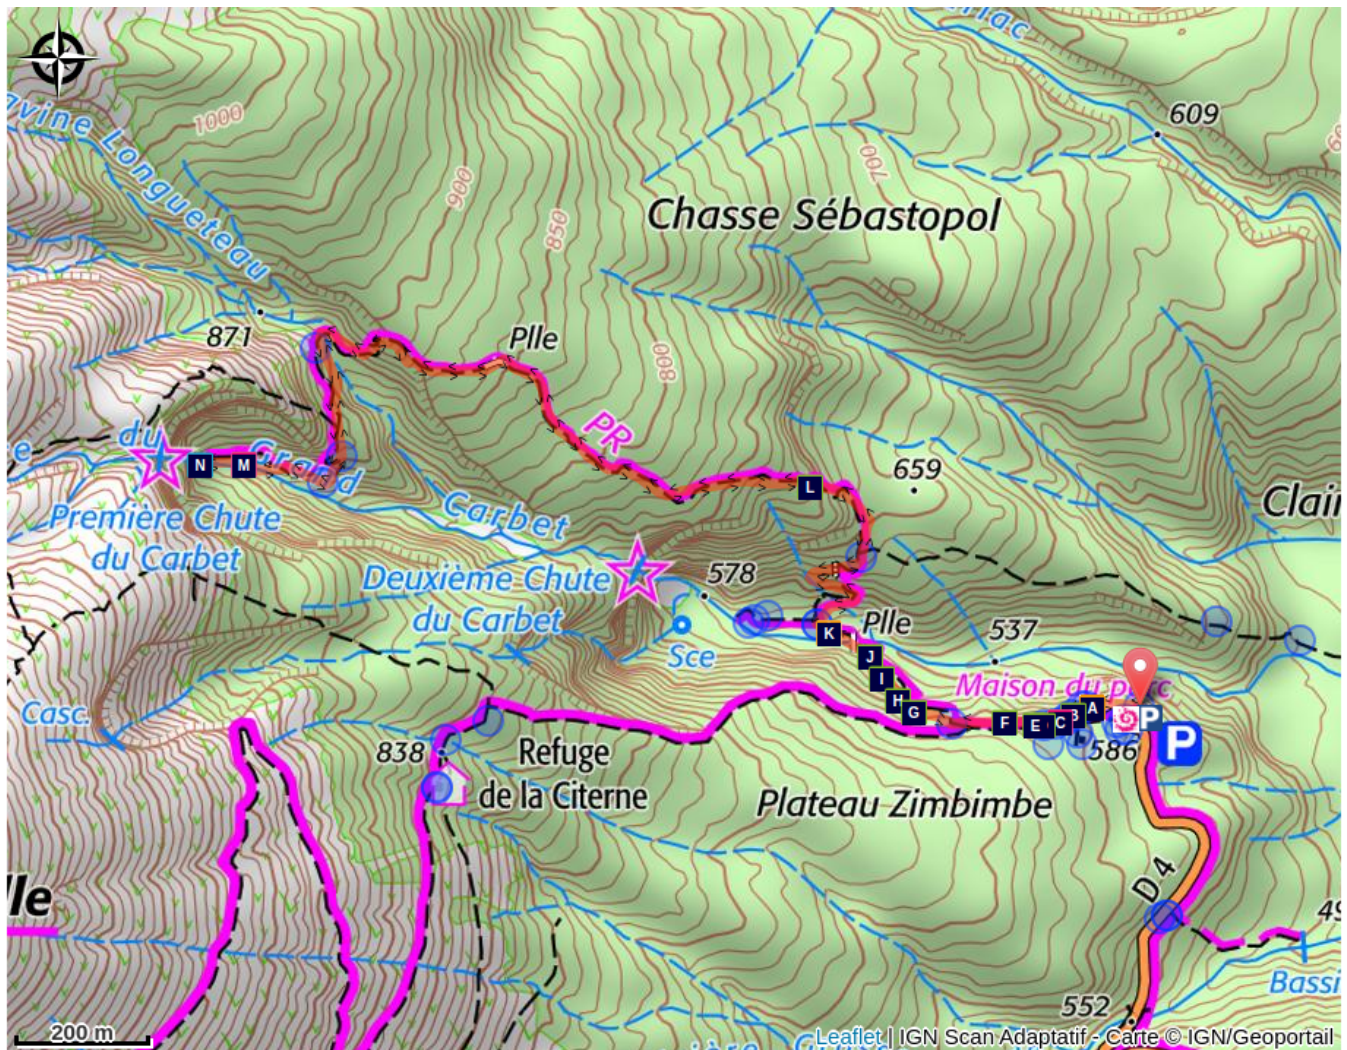 1000
609
700
900
850
Chasse Sébastopol
Ravine Longueteau
871
Plle
800
PR
659
du
Grand
Carbet
N
M
L
Première Chute
du Carbet
Deuxième Chute
du Carbet
578
Plle
537
K
J
I
H
G
F
E
C
B
A
Sce
Maison du parc
P
P
586
Casc.
838
Refuge
de la Citerne
Plateau Zimbimbe
D 4
552
200 m
Leaflet | IGN Scan Adaptatif - Carte © IGN/Geoportail